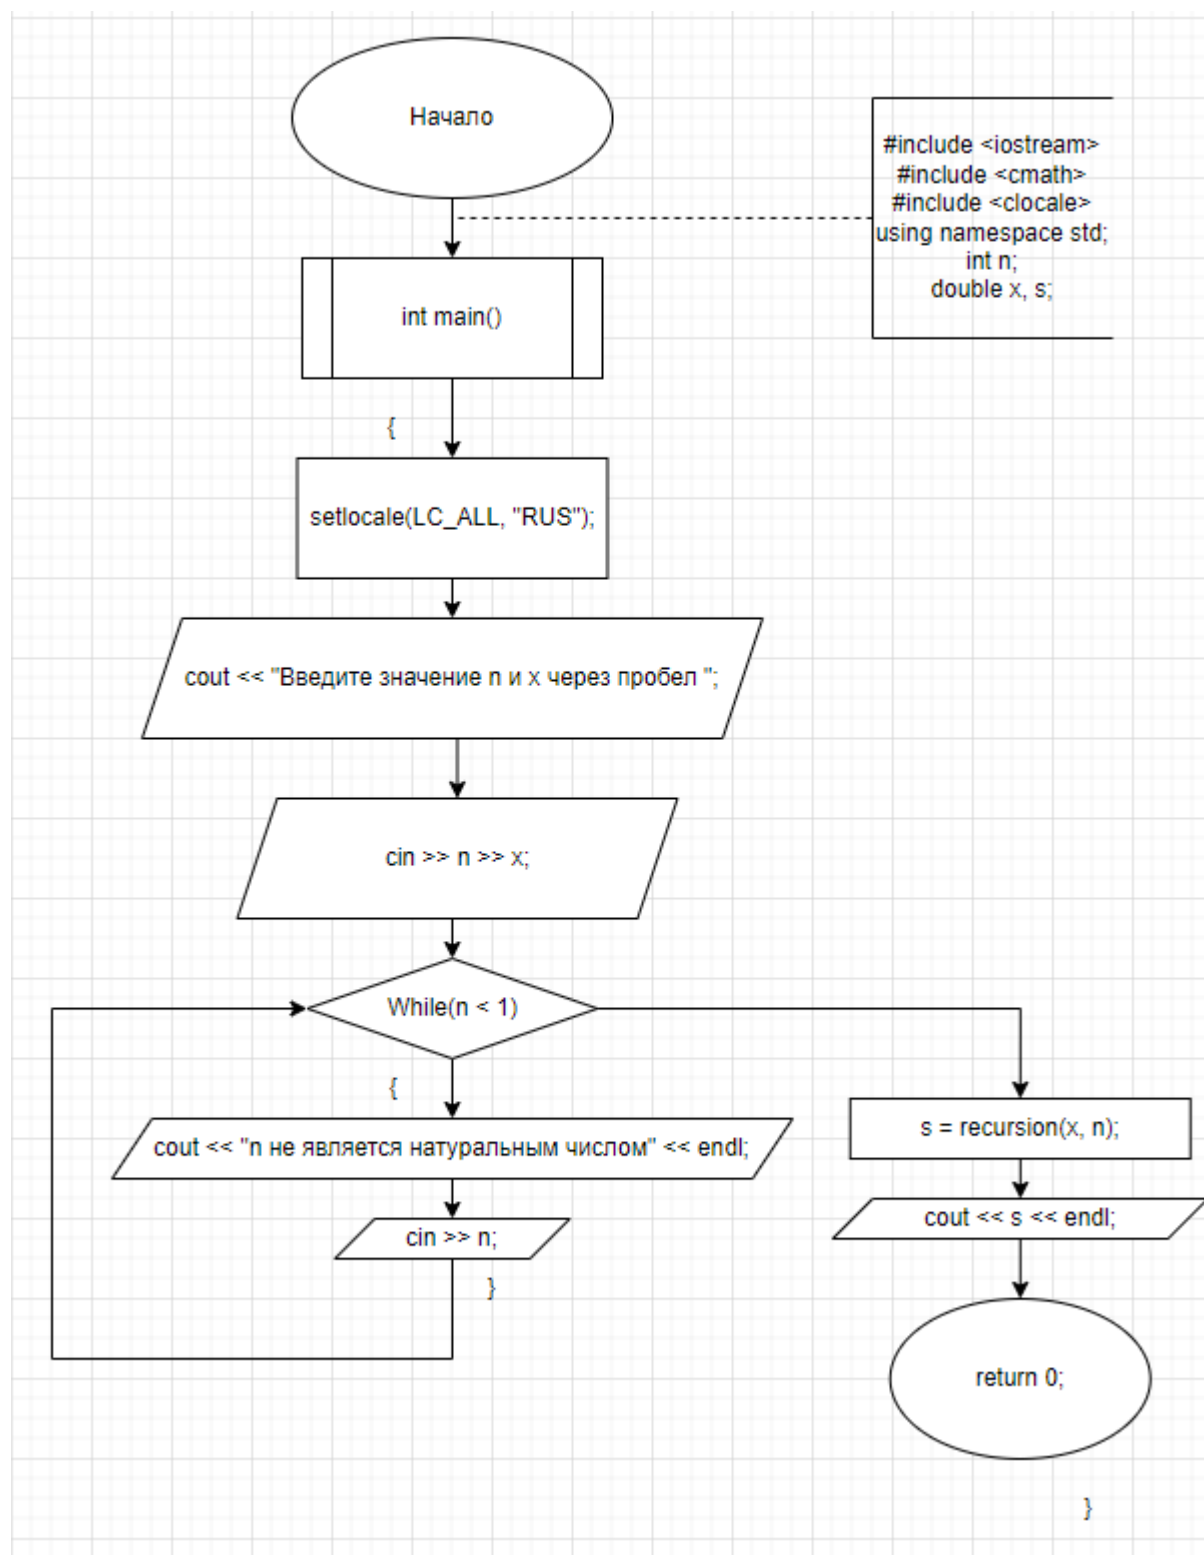 Начало
#include <iostream>
#include <cmath>
#include <clocale>
using namespace std;
int n;
double x, s;
int main()
{
setlocale(LC_ALL, "RUS");
cout << "Введите значение n и x через пробел ";
cin >> n >> x;
While(n < 1)
{
cout << "n не является натуральным числом" << endl;
cin >> n;
}
s = recursion(x, n);
cout << s << endl;
return 0;
}